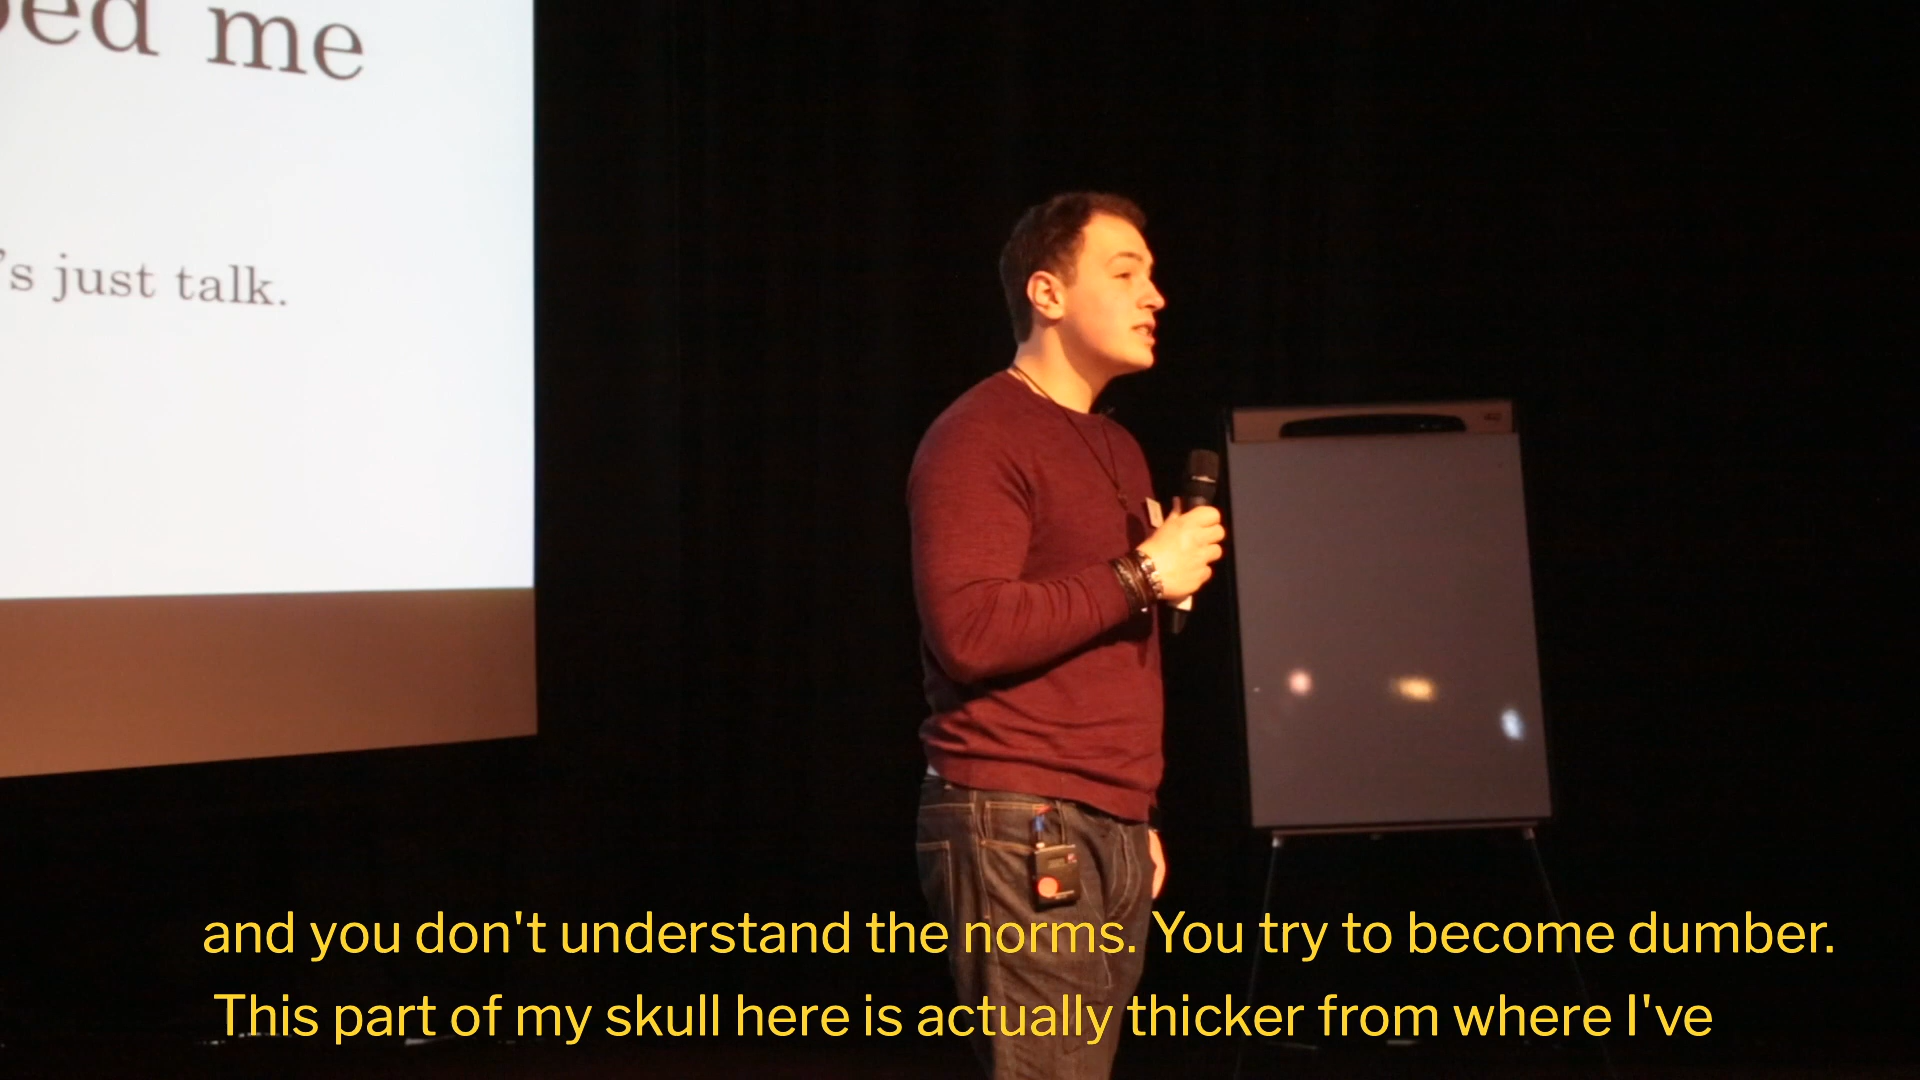 me
's just talk.
and you don't understand the norms. You try to become dumber.
This part of my skull here is actually thicker from where I've